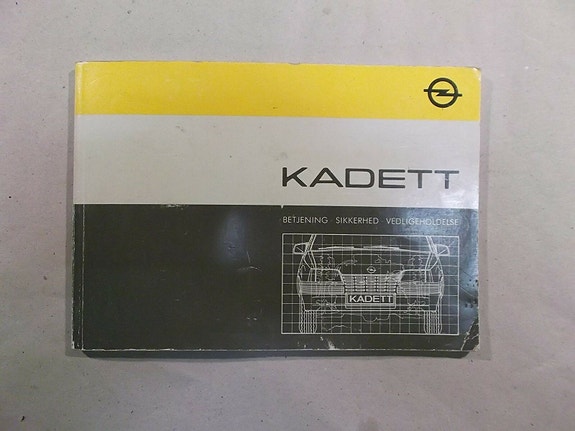 KADETT
BETJENING · SIKKERHED · VEDLIGEHOLDELSE
KADETT